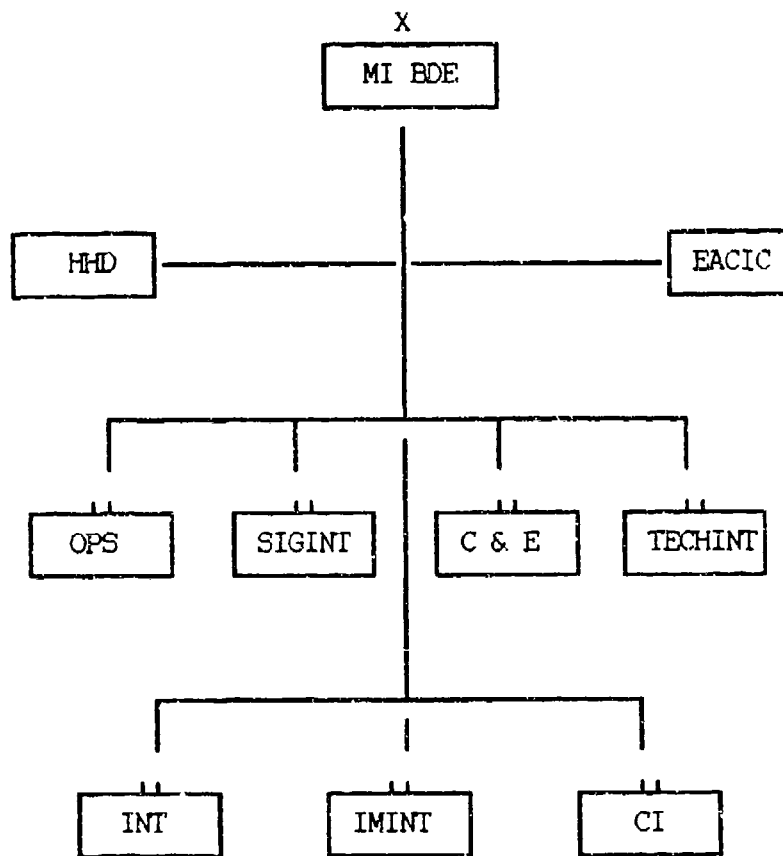 X
MI BDE
HHD
EACIC
OPS
SIGINT
C & E
TECHINT
INT
IMINT
CI